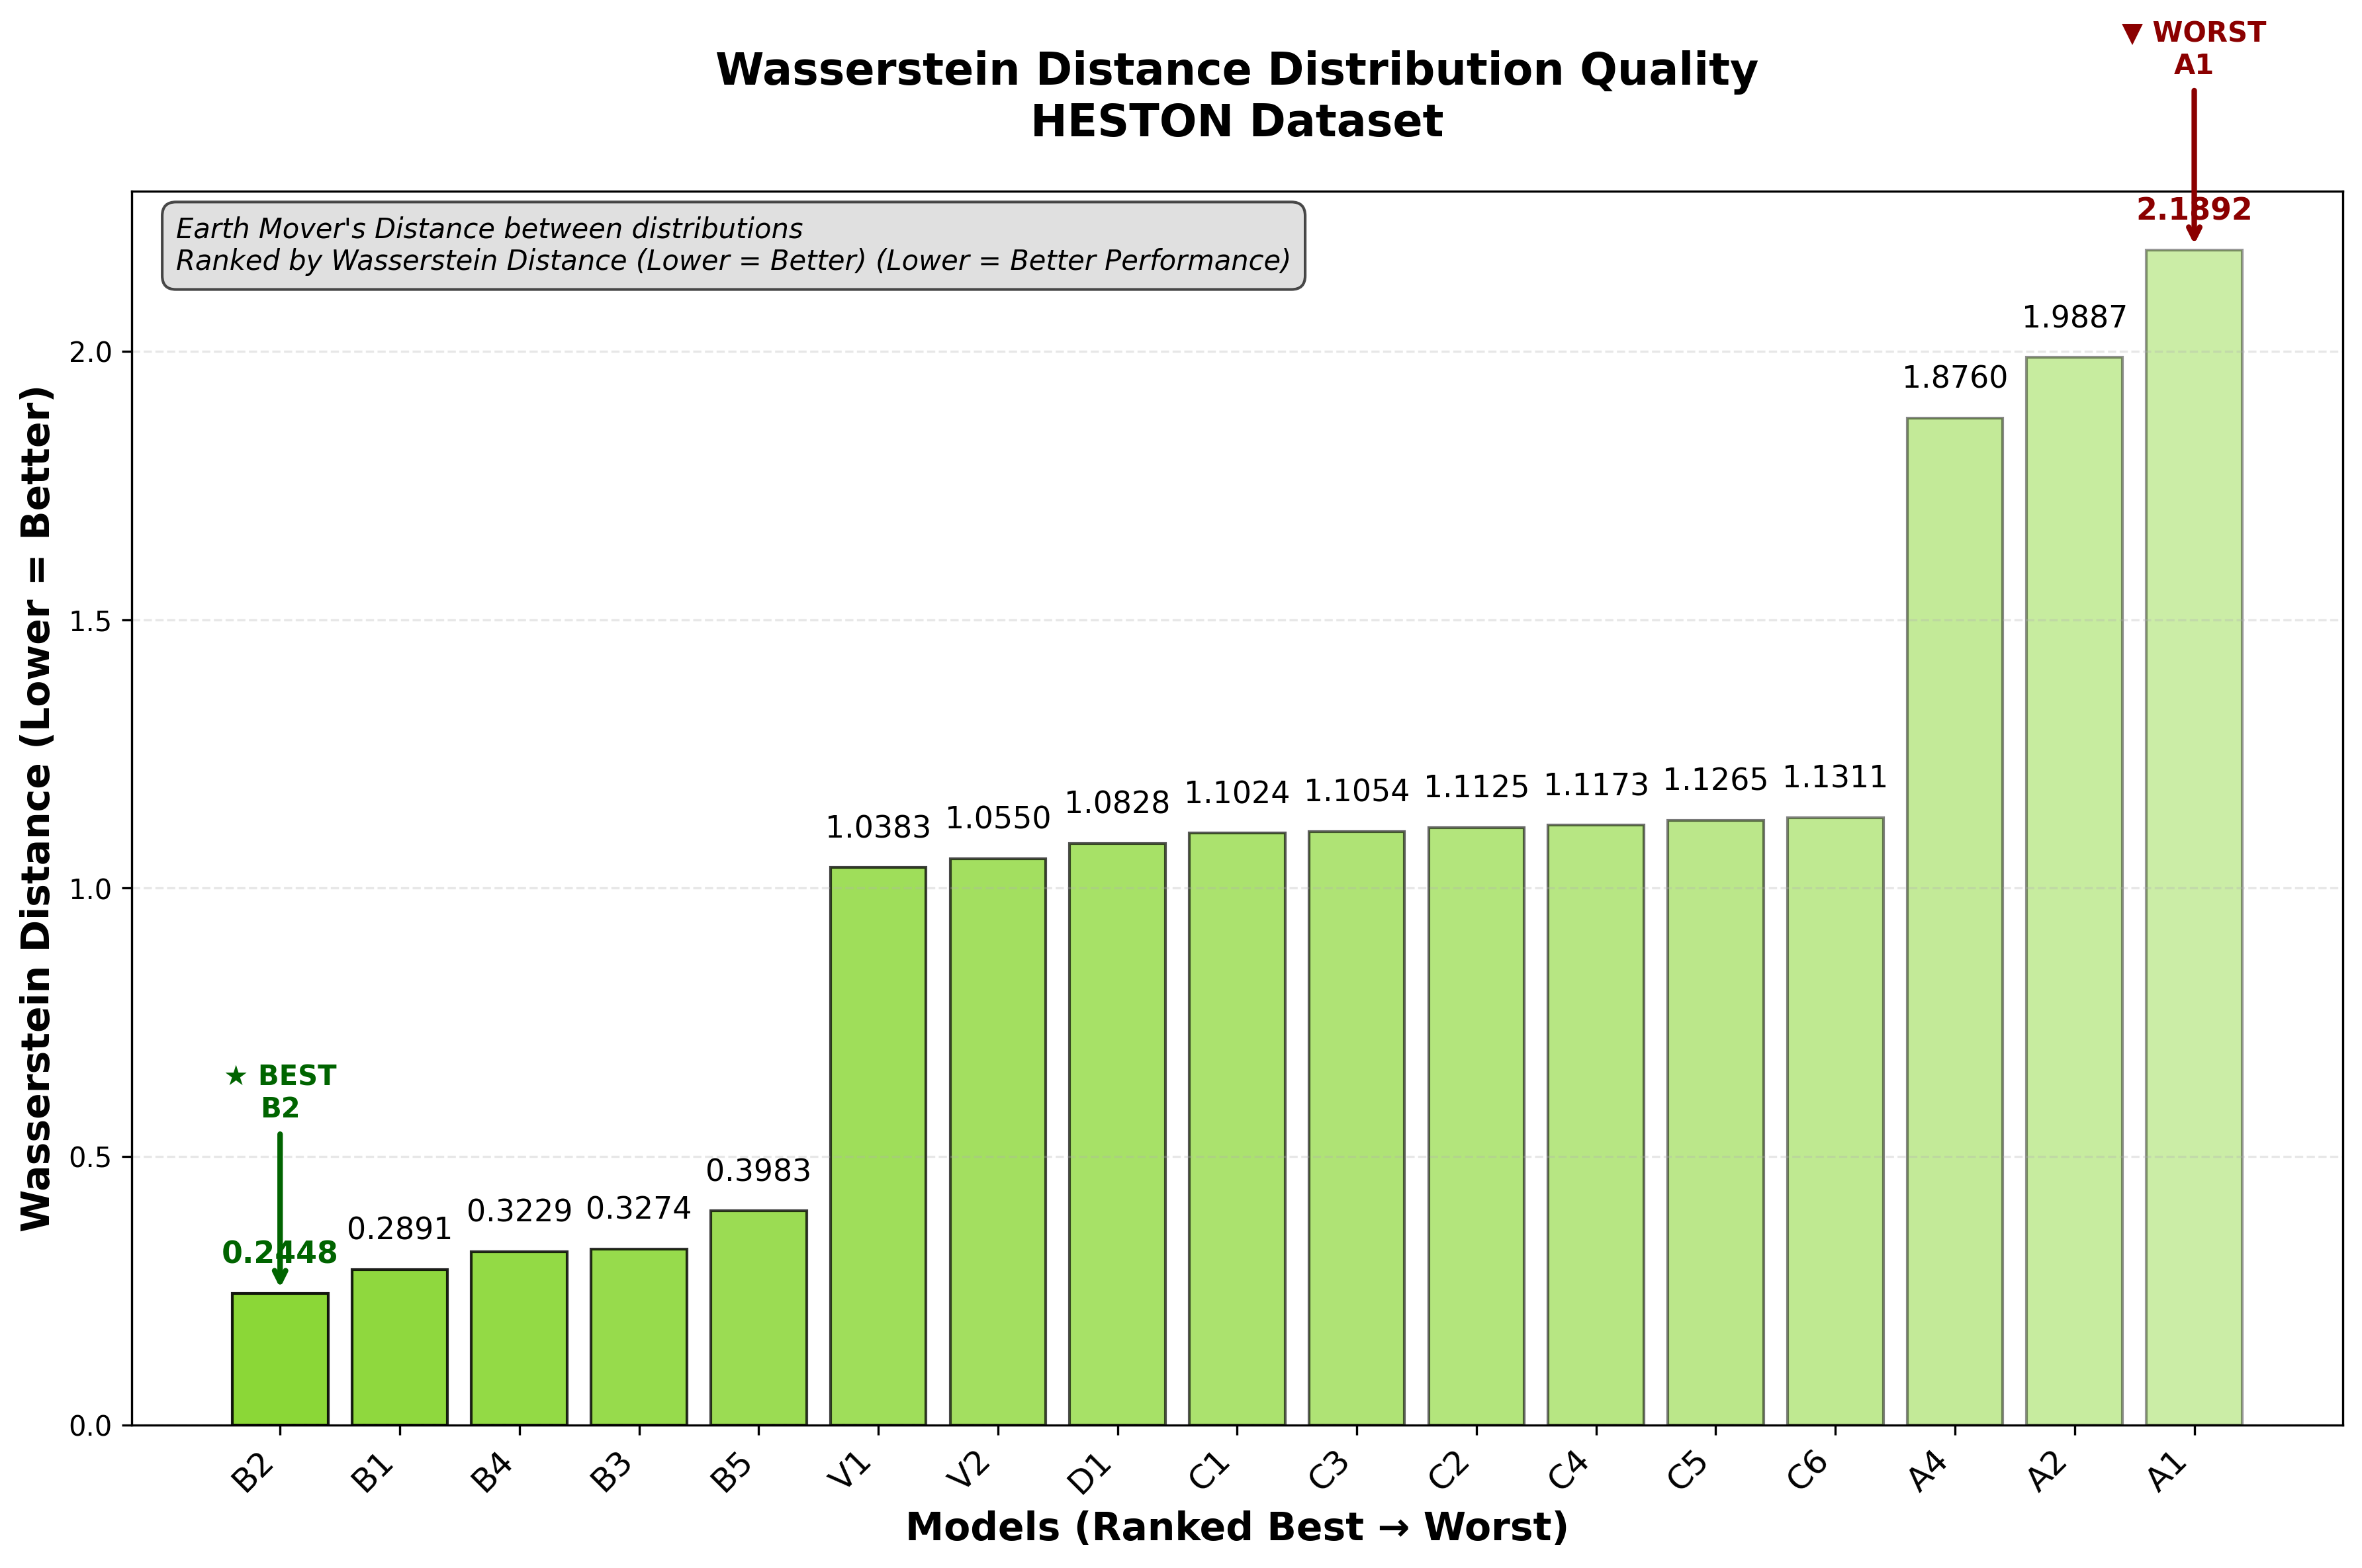 ▼ WORST
A1
Wasserstein Distance Distribution Quality
HESTON Dataset
Earth Mover's Distance between distributions
Ranked by Wasserstein Distance (Lower = Better) (Lower = Better Performance)
Wasserstein Distance (Lower = Better)
2.0
1.5
1.0
0.5
0.0
★ BEST
B2
0.2448
0.2891
0.3229
0.3274
0.3983
1.0383
1.0550
1.0828
1.1024
1.1054
1.1125
1.1173
1.1265
1.1311
1.8760
1.9887
2.1892
B2
B1
B4
B3
B5
V1
V2
D1
C1
C3
C2
C4
C5
C6
A4
A2
A1
Models (Ranked Best → Worst)